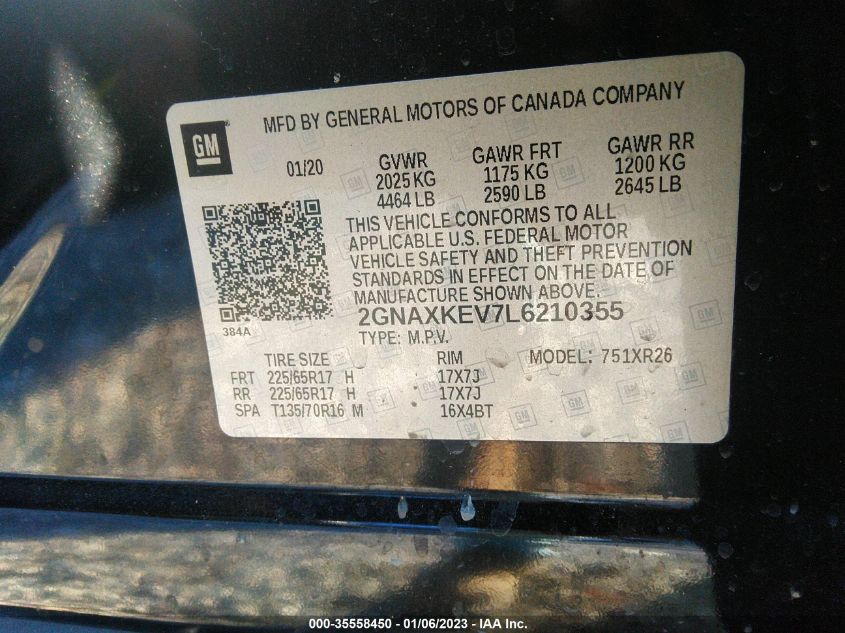 MFD BY GENERAL MOTORS OF CANADA COMPANY
GM
®
01/20
GVWR GAWR FRT GAWR RR
2025 KG 1175 KG 1200 KG
4464 LB 2590 LB 2645 LB
THIS VEHICLE CONFORMS TO ALL
APPLICABLE U.S. FEDERAL MOTOR
VEHICLE SAFETY AND THEFT PREVENTION
STANDARDS IN EFFECT ON THE DATE OF
MANUFACTURE SHOWN ABOVE.
384A
2GNAXKEV7L6210355
TYPE: M.P.V.
TIRE SIZE RIM MODEL: 751XR26
FRT 225/65R17 H 17X7J
RR 225/65R17 H 17X7J
SPA T135/70R16 M 16X4BT
000-35558450 - 01/06/2023 - © IAA Inc.